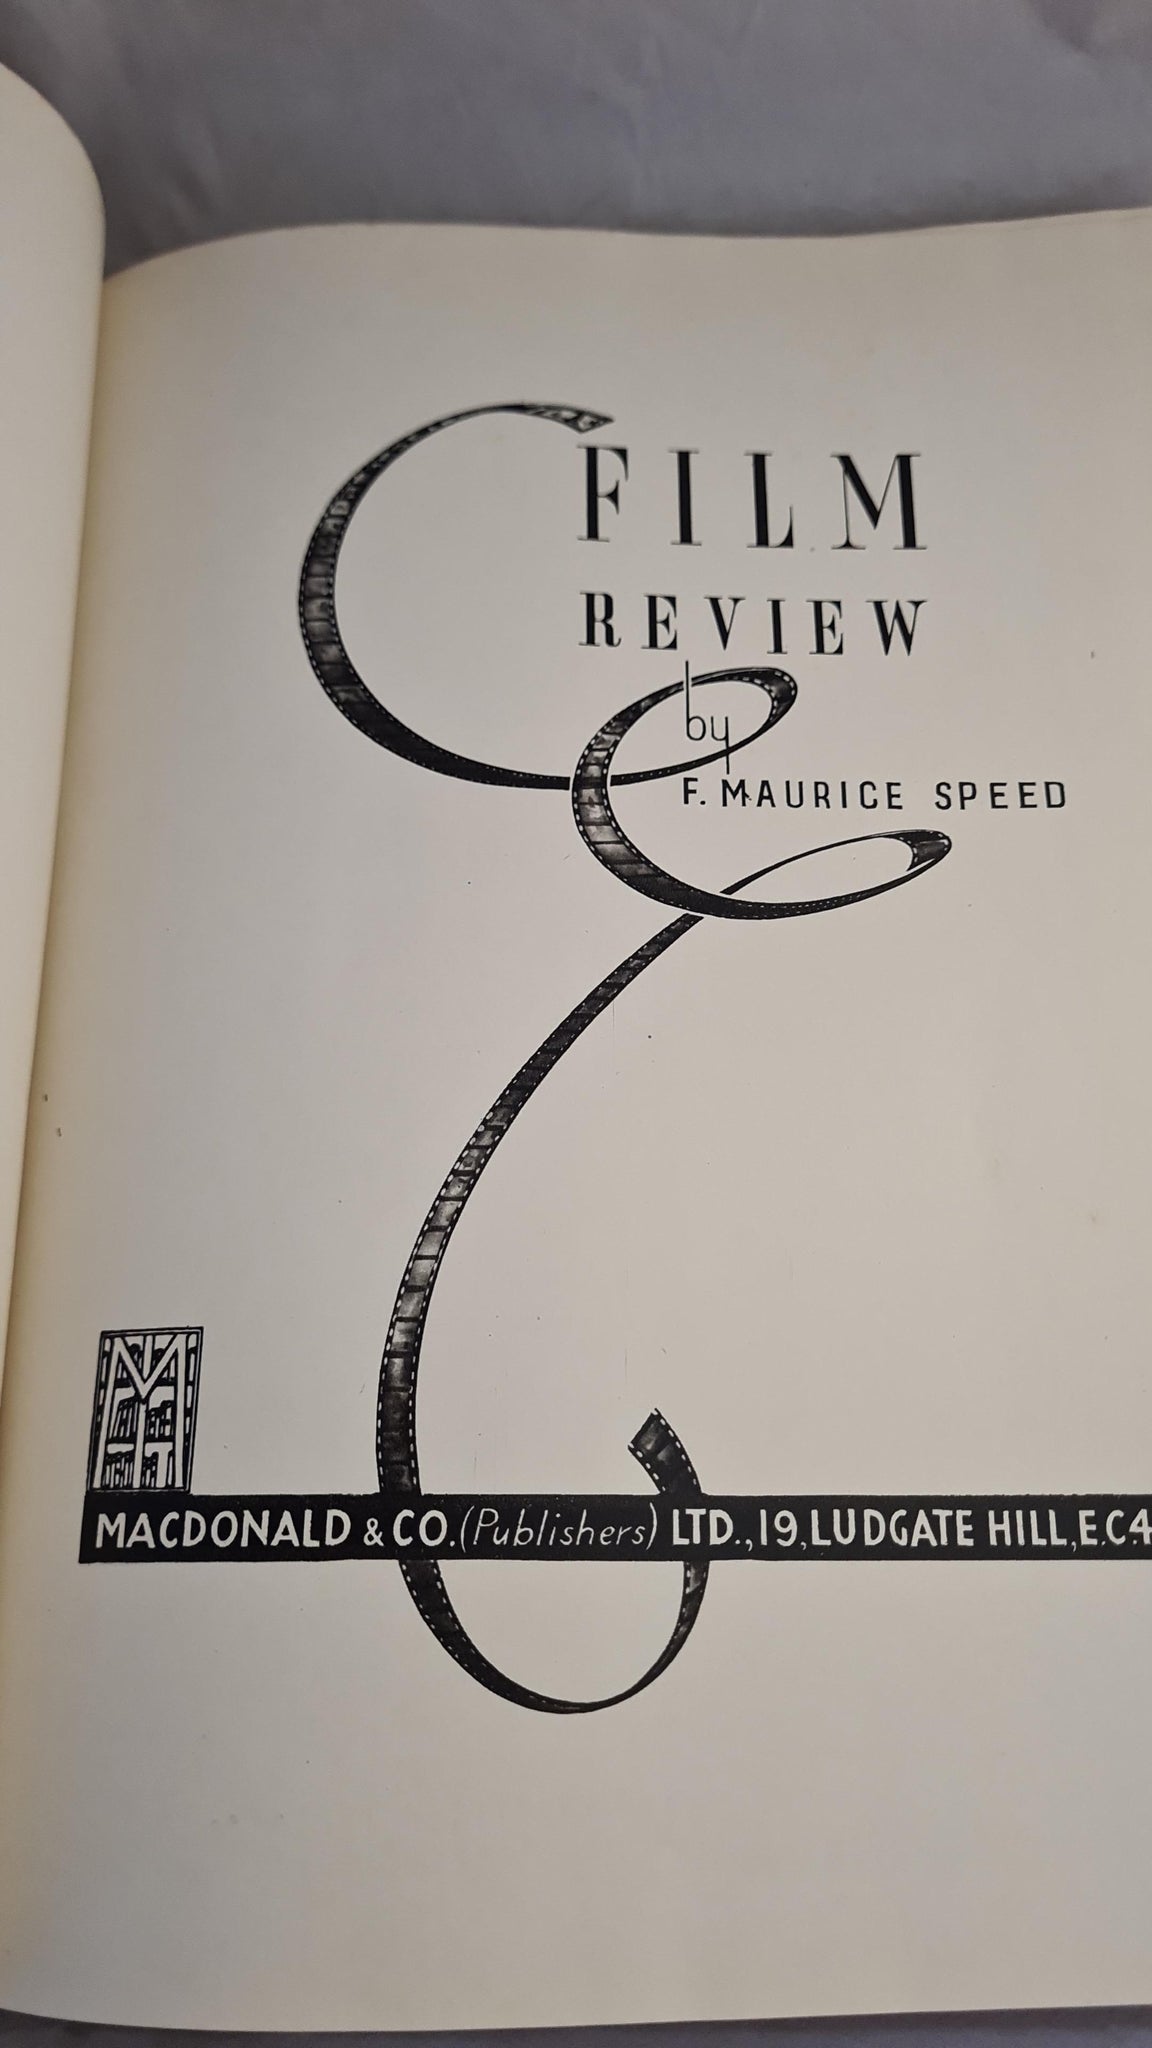 FILM
REVIEW
by
F. MAURICE SPEED
MACDONALD & CO. (Publishers) LTD., 19, LUDGATE HILL, E.C.4